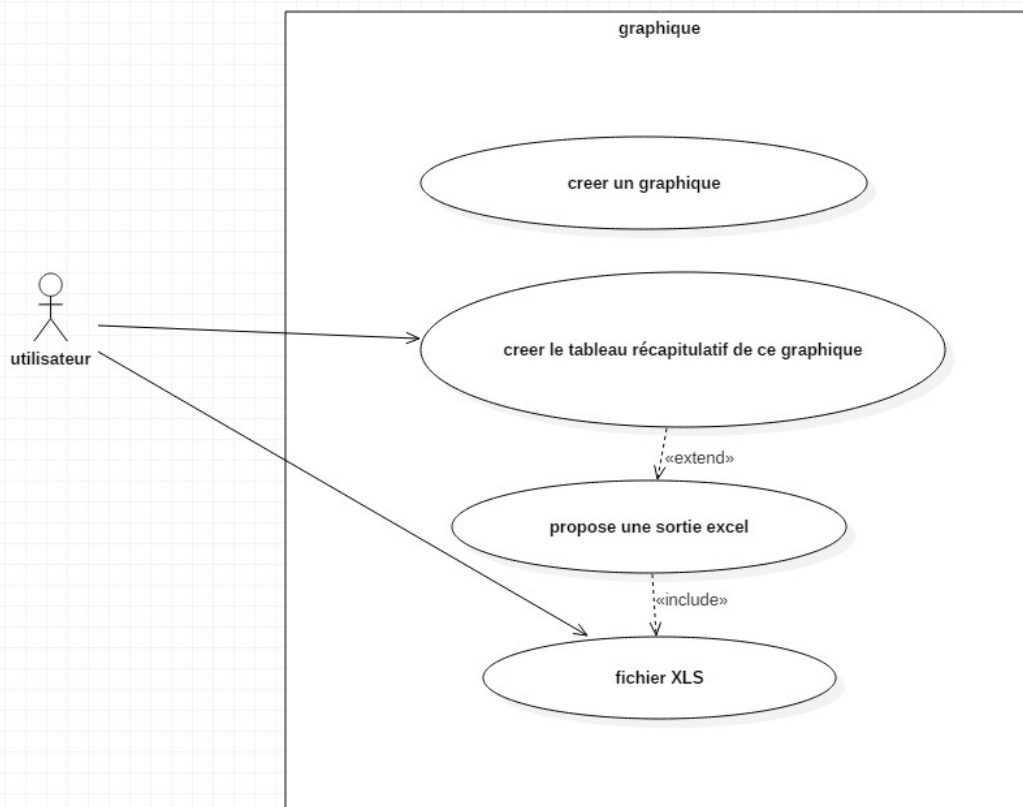 graphique
creer un graphique
utilisateur
creer le tableau récapitulatif de ce graphique
«extend»
propose une sortie excel
«include»
fichier XLS